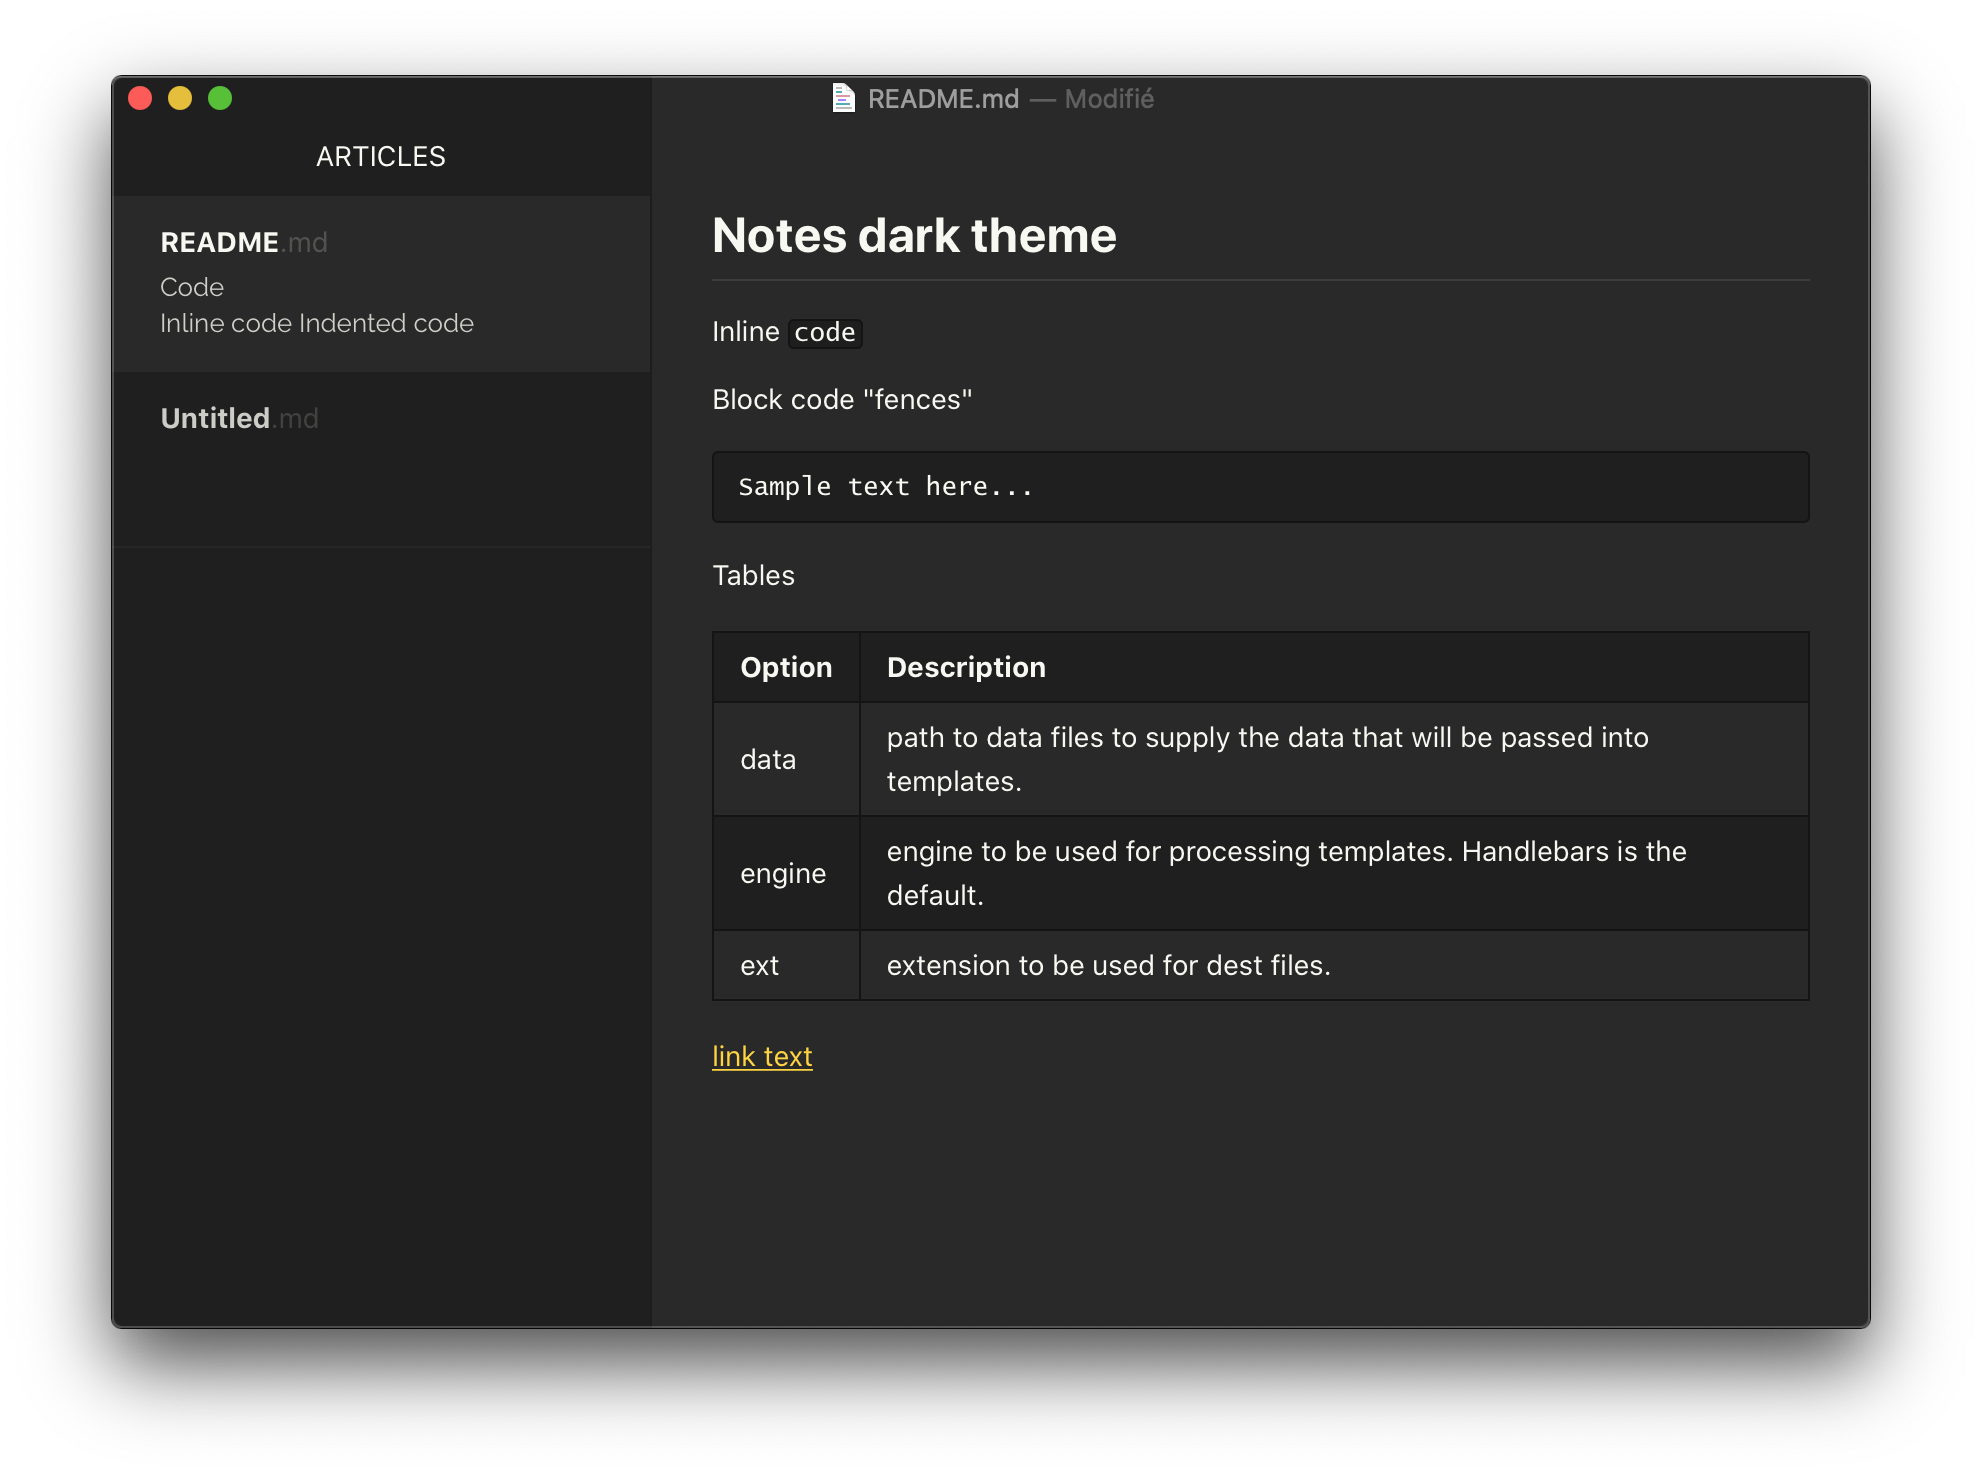 README.md — Modifié
ARTICLES
README.md
Code
Inline code Indented code
Untitled.md
Notes dark theme
Inline code
Block code "fences"
Sample text here...
Tables
Option Description
data path to data files to supply the data that will be passed into
templates.
engine engine to be used for processing templates. Handlebars is the
default.
ext extension to be used for dest files.
link text